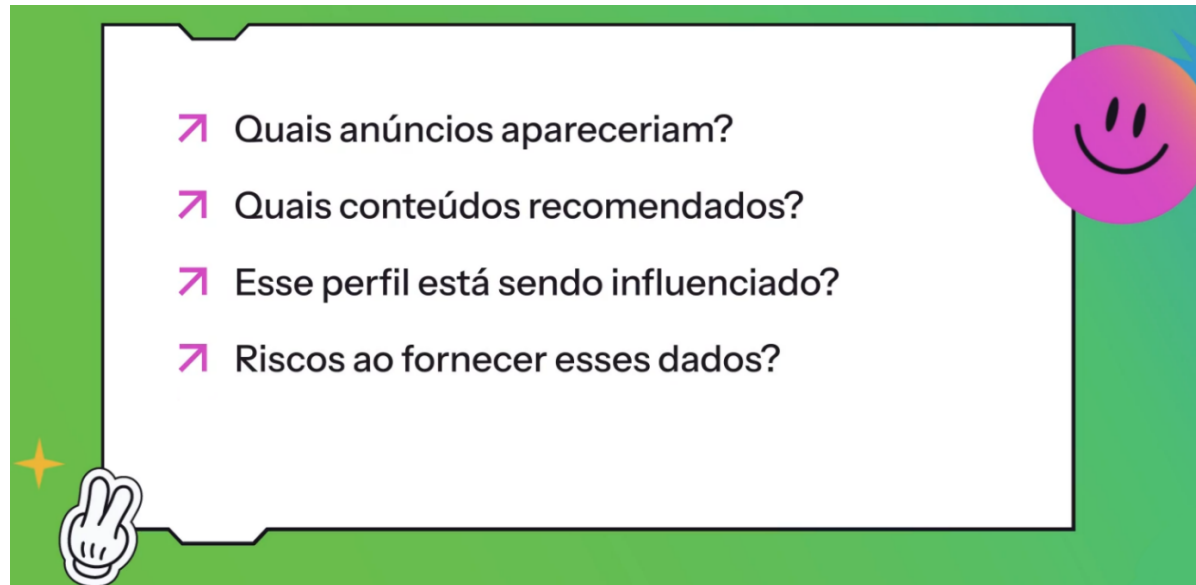 Quais anúncios apareceriam?
Quais conteúdos recomendados?
Esse perfil está sendo influenciado?
Riscos ao fornecer esses dados?